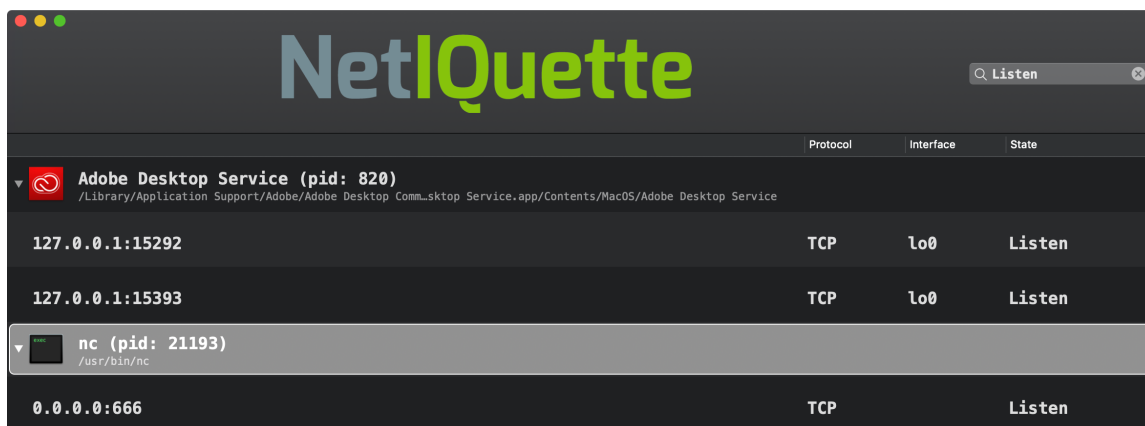 NetIQuette
Listen
Protocol Interface State
Adobe Desktop Service (pid: 820)
/Library/Application Support/Adobe/Adobe Desktop Comm…sktop Service.app/Contents/MacOS/Adobe Desktop Service
127.0.0.1:15292 TCP lo0 Listen
127.0.0.1:15393 TCP lo0 Listen
nc (pid: 21193)
/usr/bin/nc
0.0.0.0:666 TCP Listen